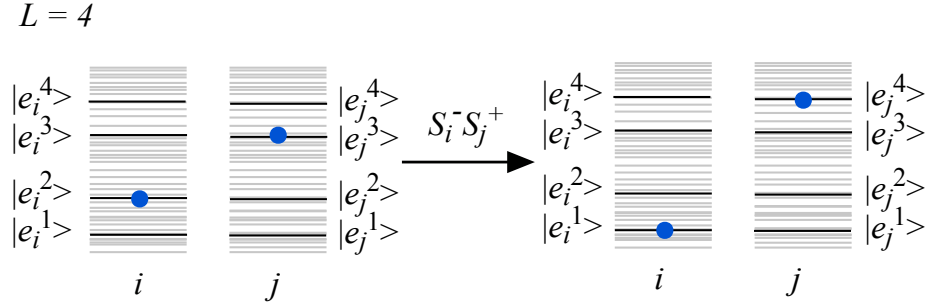 L = 4
|e_i^4>
|e_i^3>
|e_i^2>
|e_i^1>
i
|e_j^4>
|e_j^3>
|e_j^2>
|e_j^1>
j
S_i^- S_j^+
|e_i^4>
|e_i^3>
|e_i^2>
|e_i^1>
i
|e_j^4>
|e_j^3>
|e_j^2>
|e_j^1>
j